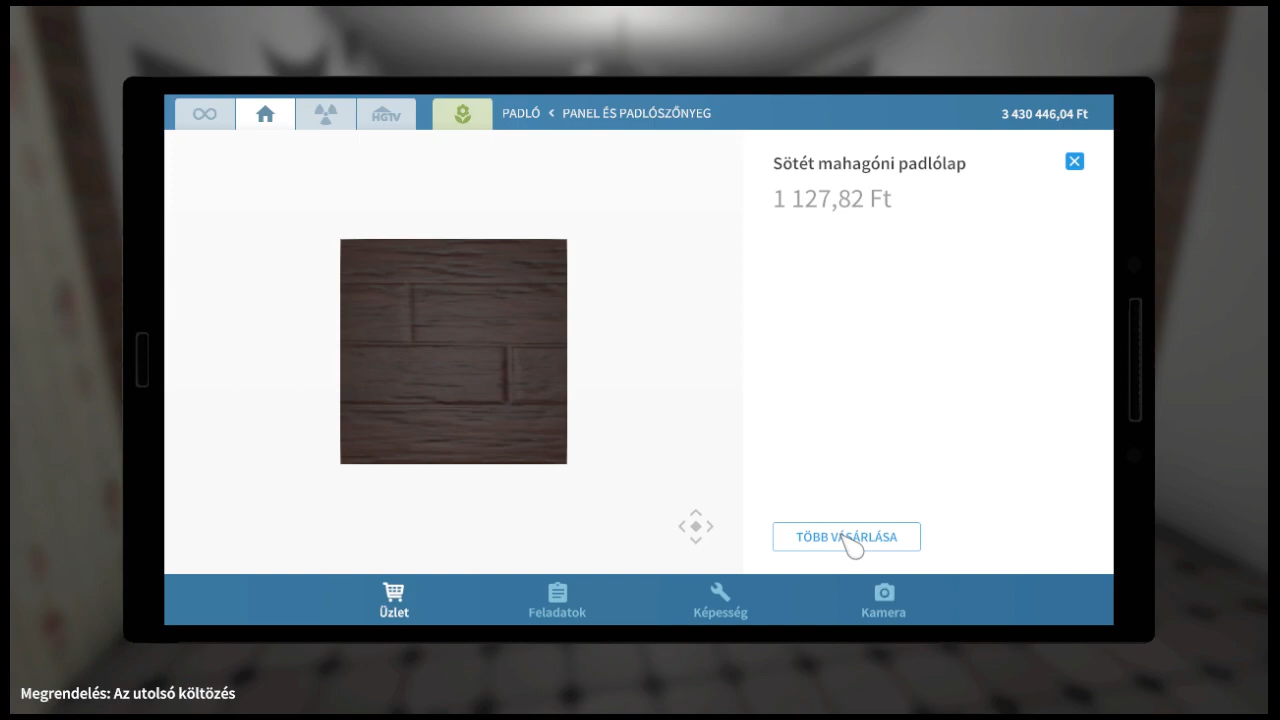 HGTV
PADLÓ < PANEL ÉS PADLÓSZŐNYEG
3 430 446,04 Ft
Sötét mahagóni padlólap
1 127,82 Ft
TÖBB VÁSÁRLÁSA
Üzlet
Feladatok
Képesség
Kamera
Megrendelés: Az utolsó költözés